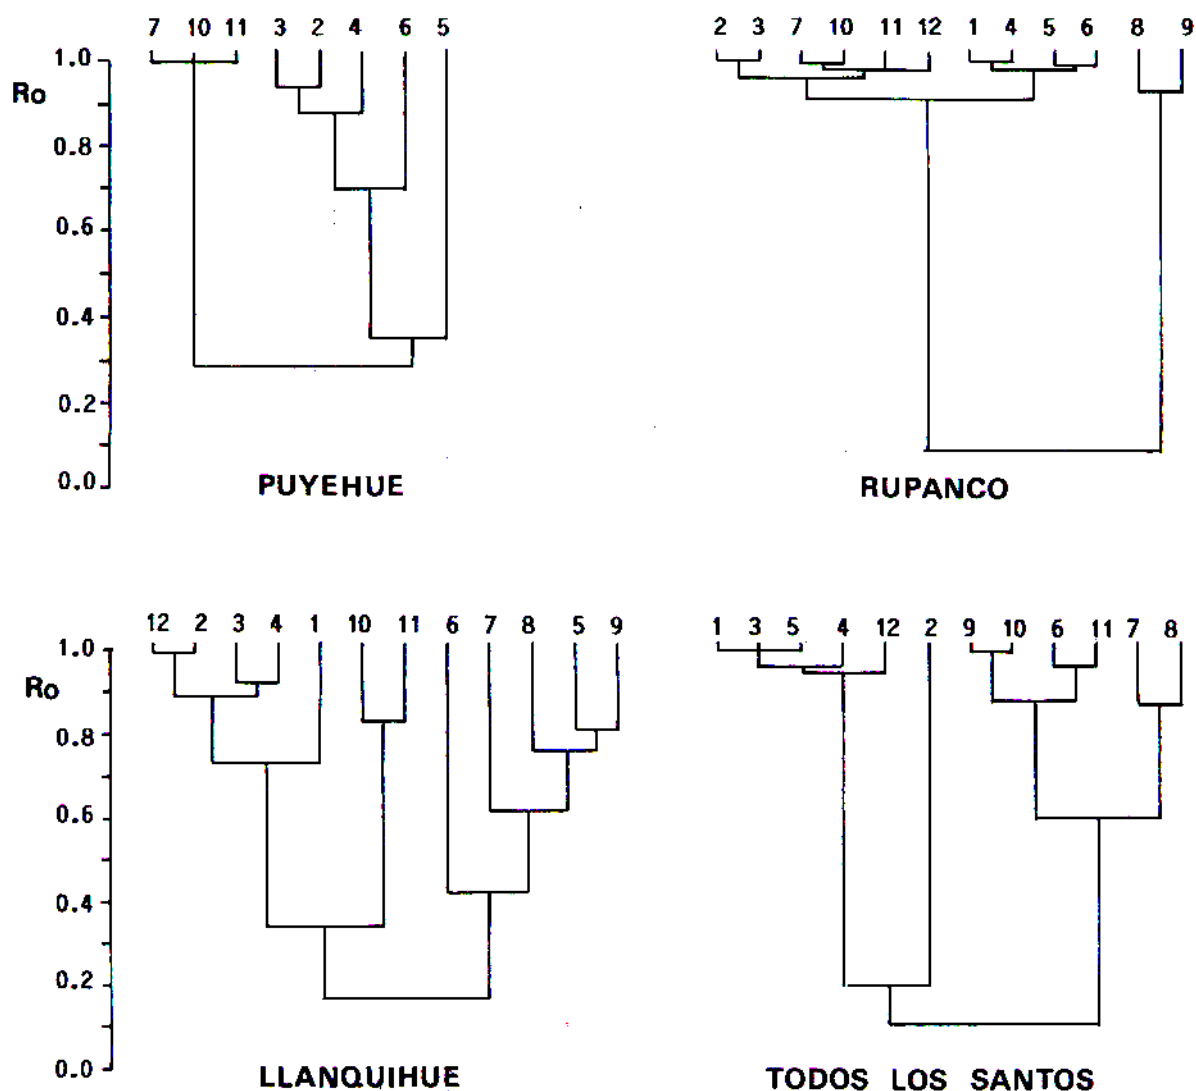 7 10 11 3 2 4 6 5
2 3 7 10 11 12 1 4 5 6 8 9
1.0
Ro
0.8
0.6
0.4
0.2
0.0
PUYEHUE
RUPANCO
12 2 3 4 1 10 11 6 7 8 5 9
1 3 5 4 12 2 9 10 6 11 7 8
1.0
Ro
0.8
0.6
0.4
0.2
0.0
LLANQUIHUE
TODOS LOS SANTOS